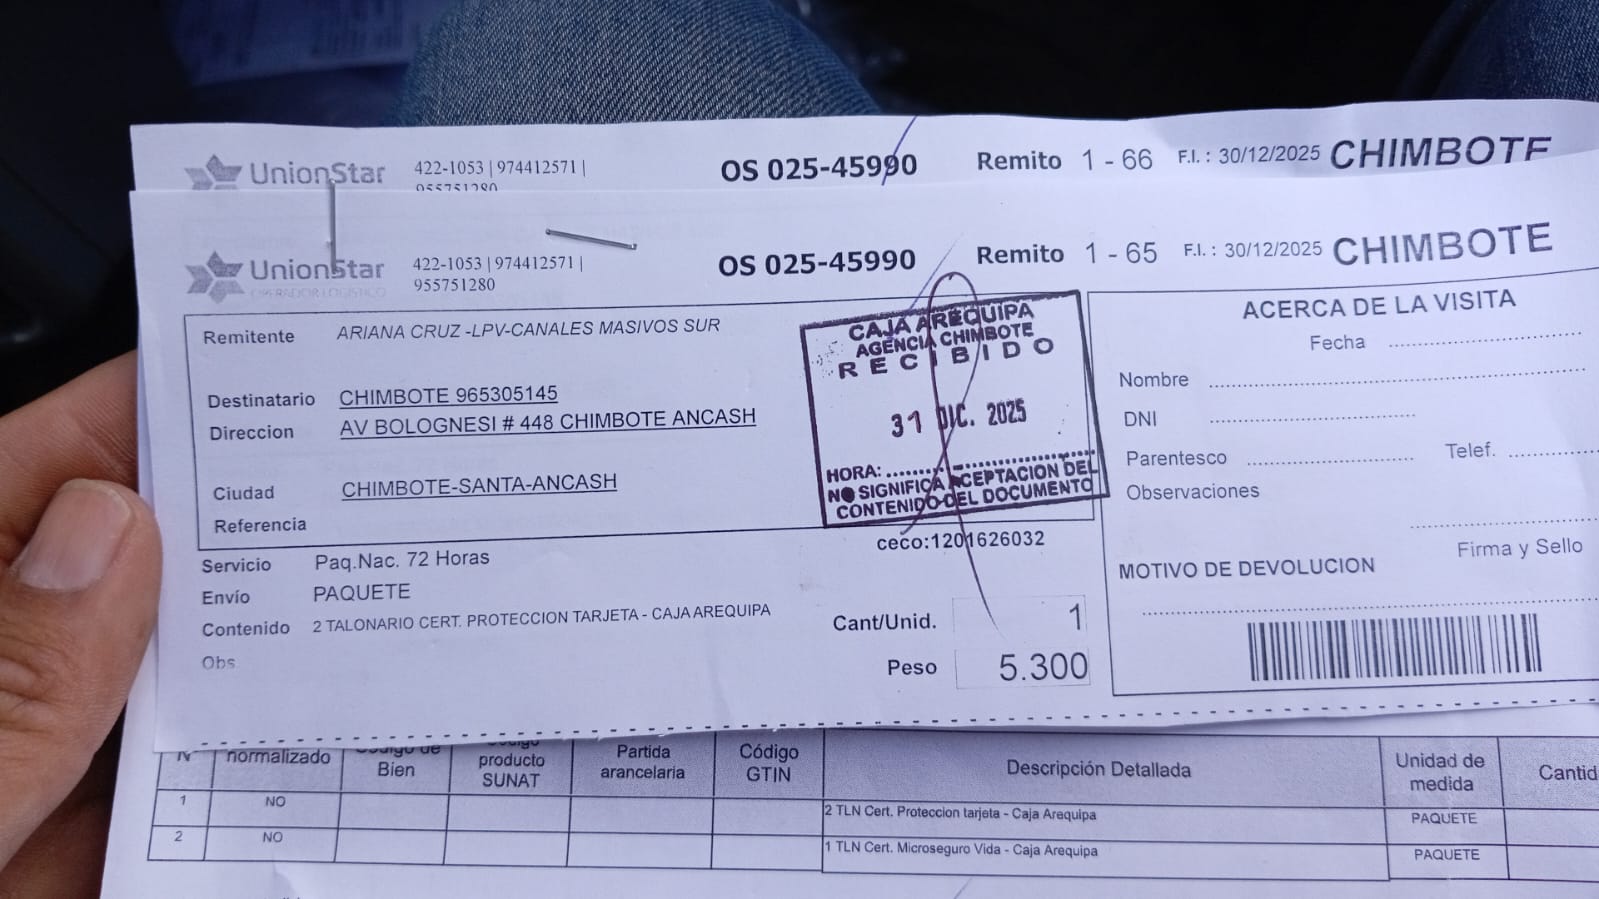 UnionStar 422-1053 | 974412571 | OS 025-45990 Remito 1 - 66 F.I. : 30/12/2025 CHIMBOTE
955751280
UnionStar 422-1053 | 974412571 | OS 025-45990 Remito 1 - 65 F.I. : 30/12/2025 CHIMBOTE
OPERADOR LOGISTICO 955751280
Remitente ARIANA CRUZ -LPV-CANALES MASIVOS SUR
Destinatario CHIMBOTE 965305145
Direccion AV BOLOGNESI # 448 CHIMBOTE ANCASH
Ciudad CHIMBOTE-SANTA-ANCASH
Referencia
CAJA AREQUIPA
AGENCIA CHIMBOTE
RECIBIDO
31 DIC. 2025
HORA:
NO SIGNIFICA ACEPTACION DEL
CONTENIDO DEL DOCUMENTO
ceco:1201626032
Servicio Paq.Nac. 72 Horas
Envío PAQUETE
Contenido 2 TALONARIO CERT. PROTECCION TARJETA - CAJA AREQUIPA
Obs
Cant/Unid. 1
Peso 5.300
ACERCA DE LA VISITA
Fecha
Nombre
DNI
Parentesco Telef.
Observaciones
Firma y Sello
MOTIVO DE DEVOLUCION
N° normalizado Código de Bien Código producto SUNAT Partida arancelaria Código GTIN Descripción Detallada Unidad de medida Cantid
1 NO 2 TLN Cert. Proteccion tarjeta - Caja Arequipa PAQUETE
2 NO 1 TLN Cert. Microseguro Vida - Caja Arequipa PAQUETE